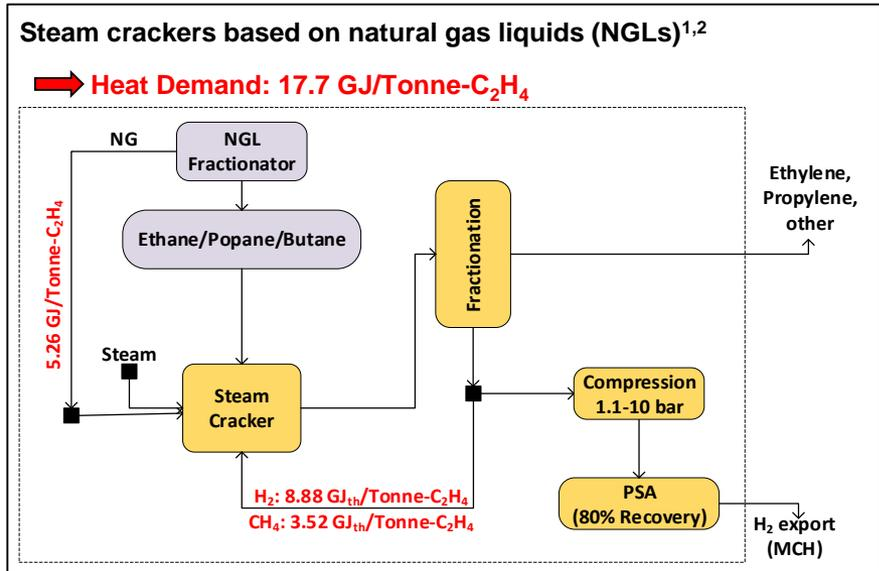 Steam crackers based on natural gas liquids (NGLs)1,2
Heat Demand: 17.7 GJ/Tonne-C2H4
NG
NGL
Fractionator
Ethane/Popane/Butane
5.26 GJ/Tonne-C2H4
Steam
Steam
Cracker
Fractionation
Ethylene,
Propylene,
other
Compression
1.1-10 bar
H2: 8.88 GJth/Tonne-C2H4
CH4: 3.52 GJth/Tonne-C2H4
PSA
(80% Recovery)
H2 export
(MCH)